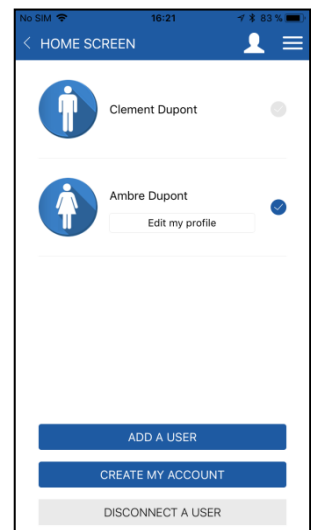 No SIM 16:21 83 %
HOME SCREEN
Clement Dupont
Ambre Dupont
Edit my profile
ADD A USER
CREATE MY ACCOUNT
DISCONNECT A USER